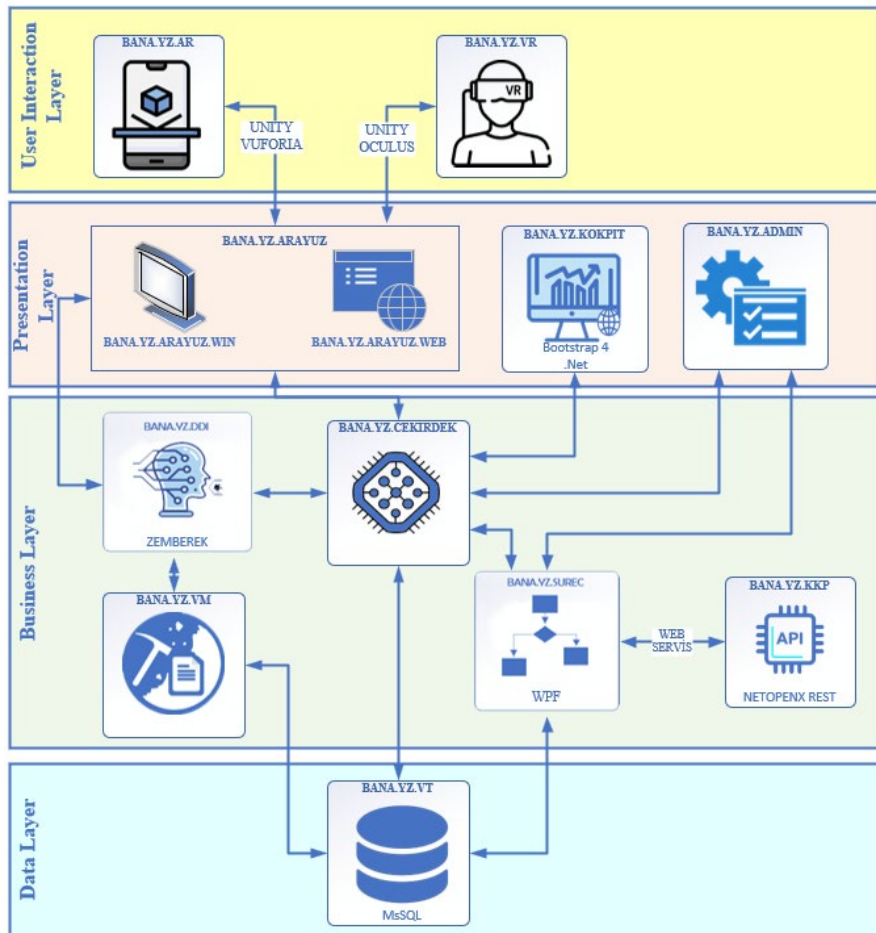 User Interaction
Layer
BANA.YZ.AR
BANA.YZ.VR
VR
UNITY
VUFORIA
UNITY
OCULUS
Presentation
Layer
BANA.YZ.ARAYUZ
BANA.YZ.ARAYUZ.WIN
BANA.YZ.ARAYUZ.WEB
BANA.YZ.KOKPIT
Bootstrap 4
.Net
BANA.YZ.ADMIN
Business Layer
BANA.YZ.DDI
ZEMBEREK
BANA.YZ.CEKIRDEK
BANA.YZ.VM
BANA.YZ.SUREC
WPF
WEB
SERVİS
BANA.YZ.KKP
API
NETOPENX REST
Data Layer
BANA.YZ.VT
MsSQL